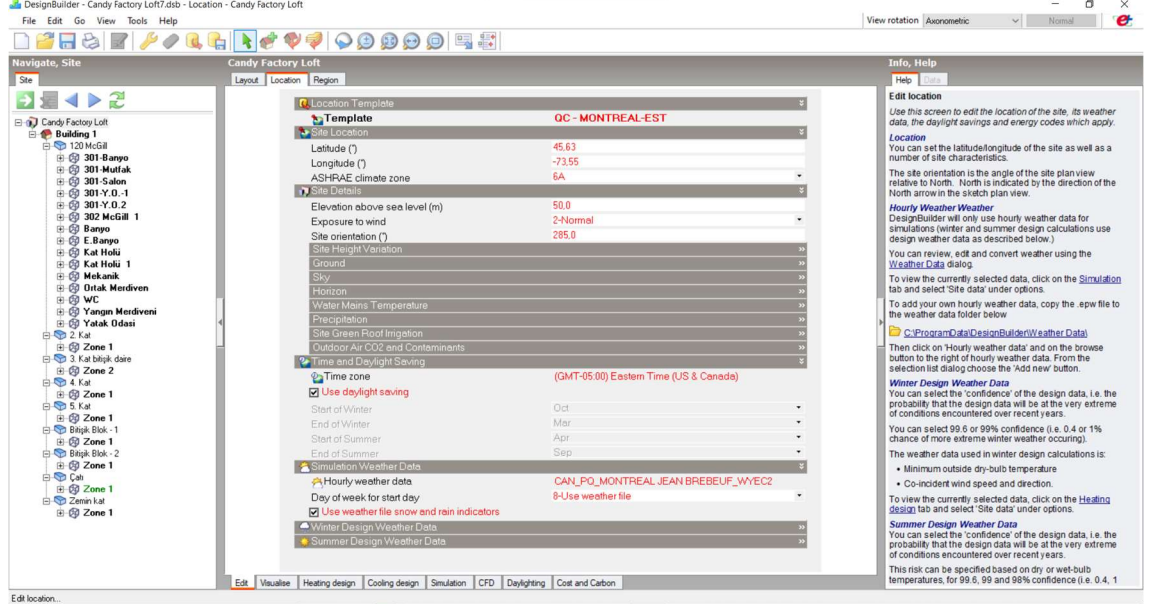 DesignBuilder - Candy Factory Loft7.dsb - Location - Candy Factory Loft
File Edit Go View Tools Help
View rotation Axonometric Normal
Navigate, Site
Site
Candy Factory Loft
Building 1
120 McGill
301-Banyo
301-Mutfak
301-Salon
301-Y.O.-1
301-Y.O.2
302 McGill 1
Banyo
E.Banyo
Kat Holü
Kat Holü 1
Mekanik
Ortak Merdiven
WC
Yangın Merdiveni
Yatak Odasi
2. Kat
Zone 1
3. Kat bitişik daire
Zone 2
4. Kat
Zone 1
5. Kat
Zone 1
Bitişik Blok - 1
Zone 1
Bitişik Blok - 2
Zone 1
Çatı
Zone 1
Zemin kat
Zone 1
Candy Factory Loft
Layout Location Region
Location Template
Template QC - MONTREAL-EST
Site Location
Latitude (°) 45,63
Longitude (°) -73,55
ASHRAE climate zone 6A
Site Details
Elevation above sea level (m) 50,0
Exposure to wind 2-Normal
Site orientation (°) 285,0
Site Height Variation
Ground
Sky
Horizon
Water Mains Temperature
Precipitation
Site Green Roof Irrigation
Outdoor Air CO2 and Contaminants
Time and Daylight Saving
Time zone (GMT-05:00) Eastern Time (US & Canada)
Use daylight saving
Start of Winter Oct
End of Winter Mar
Start of Summer Apr
End of Summer Sep
Simulation Weather Data
Hourly weather data CAN_PQ_MONTREAL JEAN BREBEUF_WYEC2
Day of week for start day 8-Use weather file
Use weather file snow and rain indicators
Winter Design Weather Data
Summer Design Weather Data
Edit Visualise Heating design Cooling design Simulation CFD Daylighting Cost and Carbon
Info, Help
Help Data
Edit location
Use this screen to edit the location of the site, its weather
data, the daylight savings and energy codes which apply.
Location
You can set the latitude/longitude of the site as well as a
number of site characteristics.
The site orientation is the angle of the site plan view
relative to North. North is indicated by the direction of the
North arrow in the sketch plan view.
Hourly Weather Weather
DesignBuilder will only use hourly weather data for
simulations (winter and summer design calculations use
design weather data as described below.)
You can review, edit and convert weather using the
Weather Data dialog.
To view the currently selected data, click on the Simulation
tab and select 'Site data' under options.
To add your own hourly weather data, copy the .epw file to
the weather data folder below
C:\ProgramData\DesignBuilder\Weather Data\
Then click on 'Hourly weather data' and on the browse
button to the right of hourly weather data. From the
selection list dialog choose the 'Add new' button.
Winter Design Weather Data
You can select the 'confidence' of the design data, i.e. the
probability that the design data will be at the very extreme
of conditions encountered over recent years.
You can select 99.6 or 99% confidence (i.e. 0.4 or 1%
chance of more extreme winter weather occuring).
The weather data used in winter design calculations is:
• Minimum outside dry-bulb temperature
• Co-incident wind speed and direction.
To view the currently selected data, click on the Heating
design tab and select 'Site data' under options.
Summer Design Weather Data
You can select the 'confidence' of the design data, i.e. the
probability that the design data will be at the very extreme
of conditions encountered over recent years.
This risk can be specified based on dry or wet-bulb
temperatures, for 99.6, 99 and 98% confidence (i.e. 0.4, 1
Edit location...